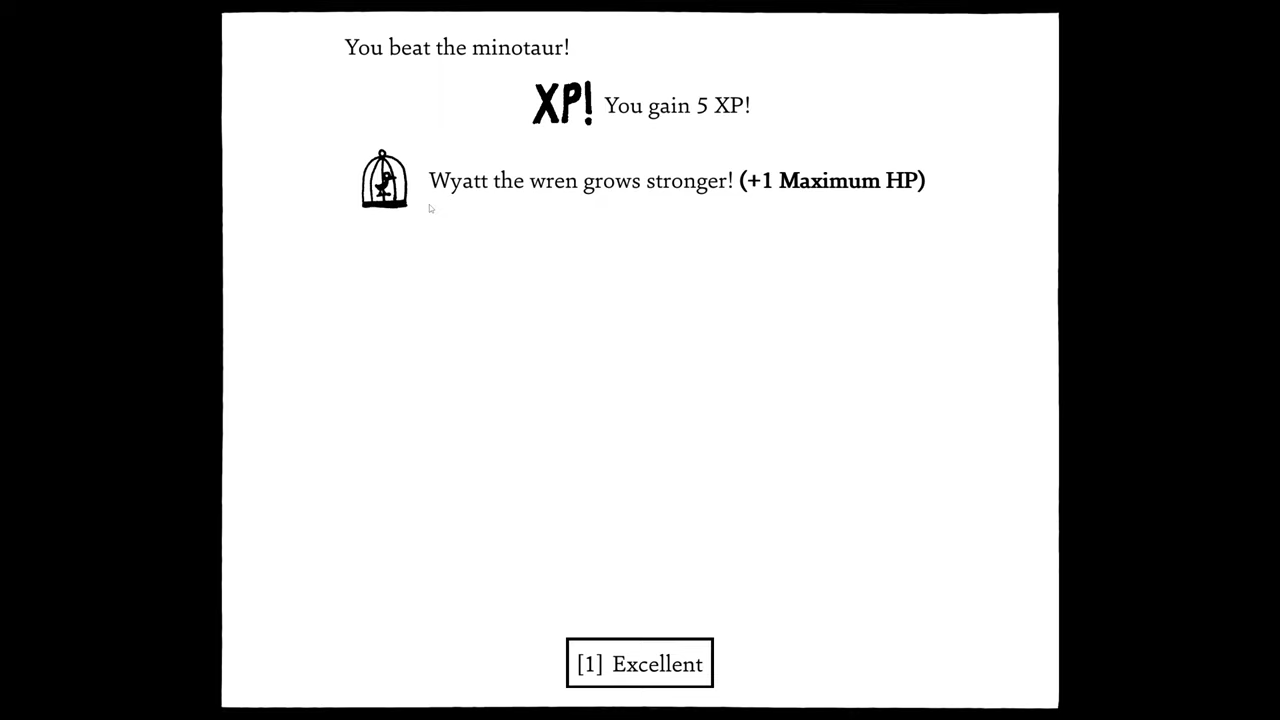 You beat the minotaur!
XP! You gain 5 XP!
Wyatt the wren grows stronger! (+1 Maximum HP)
[1] Excellent